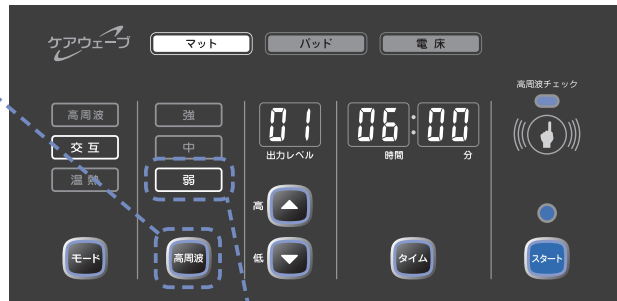 ケアウェーブ マット パッド 電床
高周波チェック
高周波 強
交互 中
温熱 弱
01 06:00
出力レベル 時間 分
高
低
モード 高周波 タイム スタート